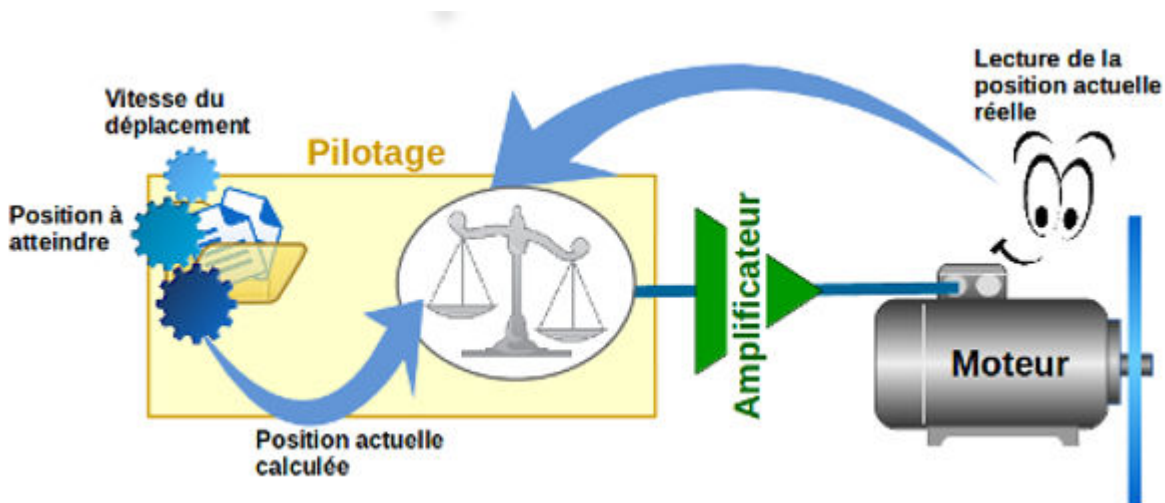 Lecture de la
position actuelle
réelle
Vitesse du
déplacement
Pilotage
Position à
atteindre
Amplificateur
Moteur
Position actuelle
calculée